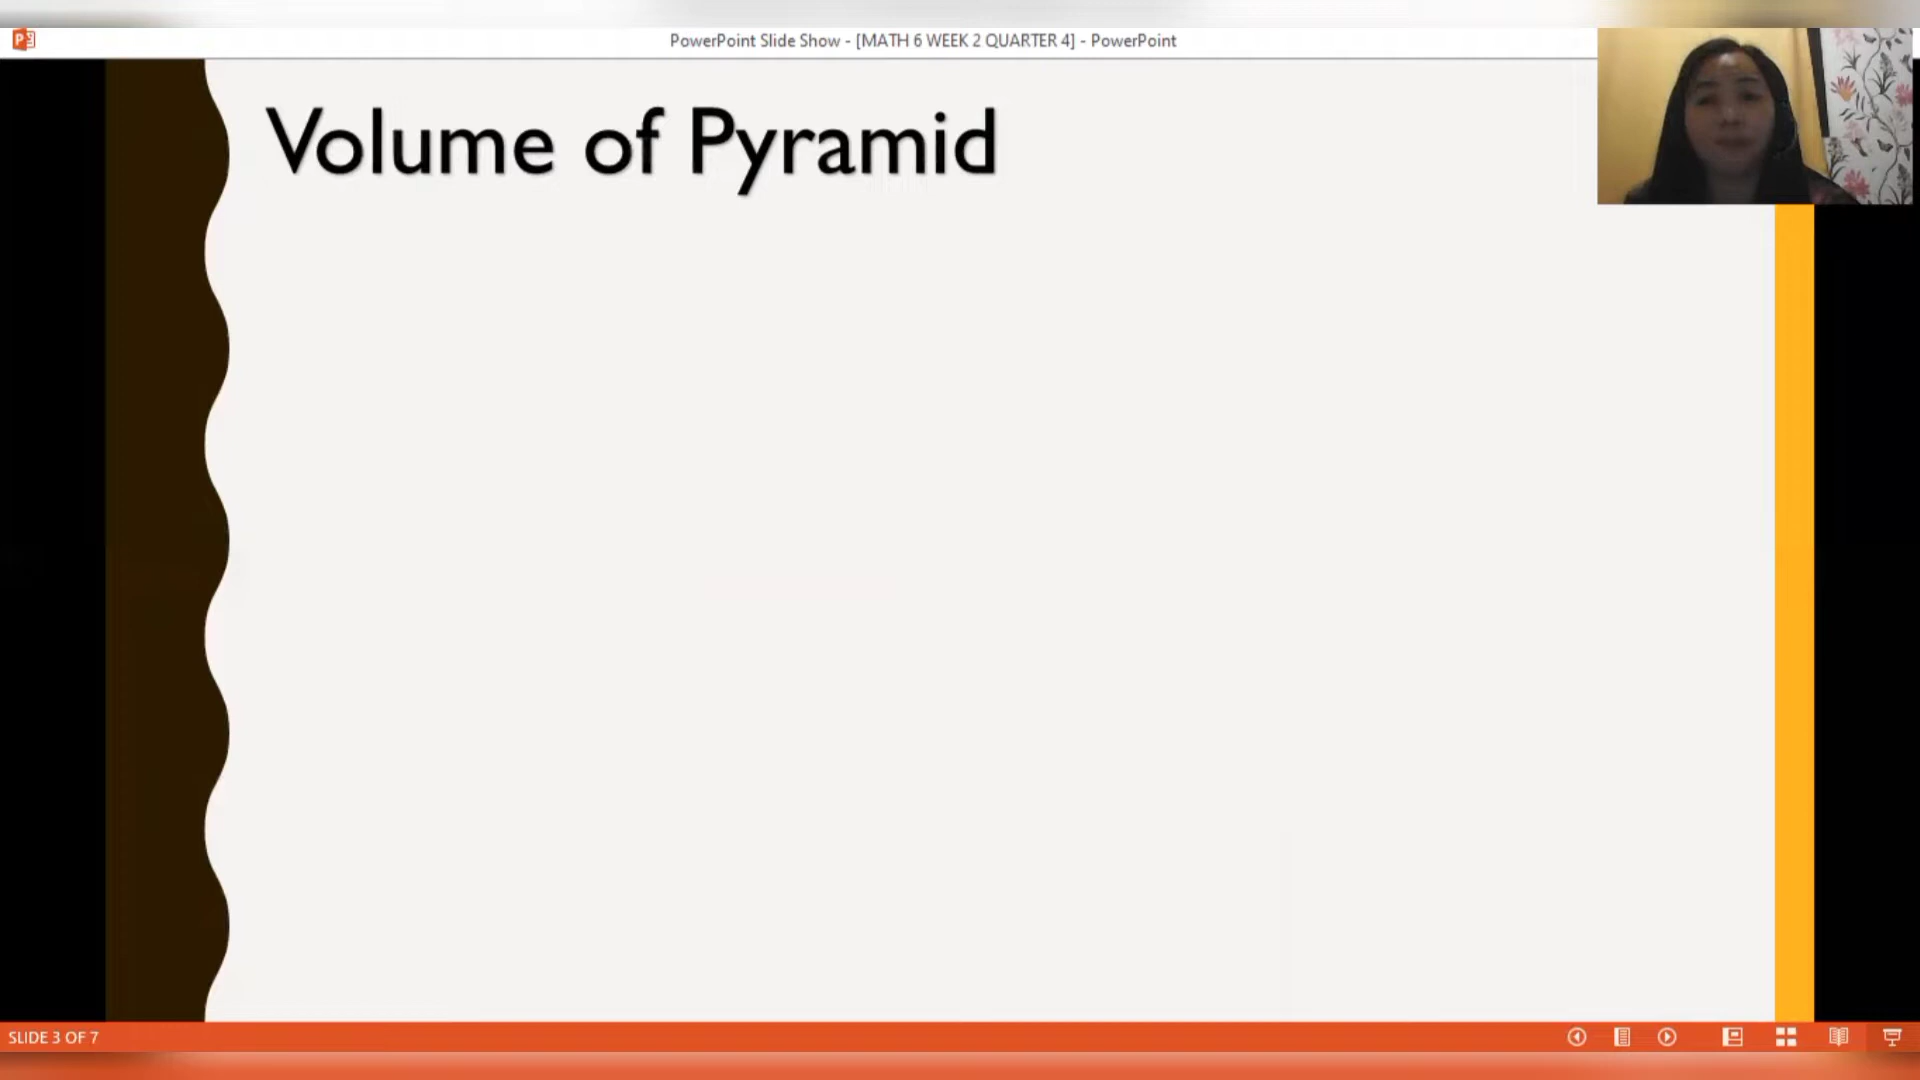 PowerPoint Slide Show - [MATH 6 WEEK 2 QUARTER 4] - PowerPoint
Volume of Pyramid
SLIDE 3 OF 7